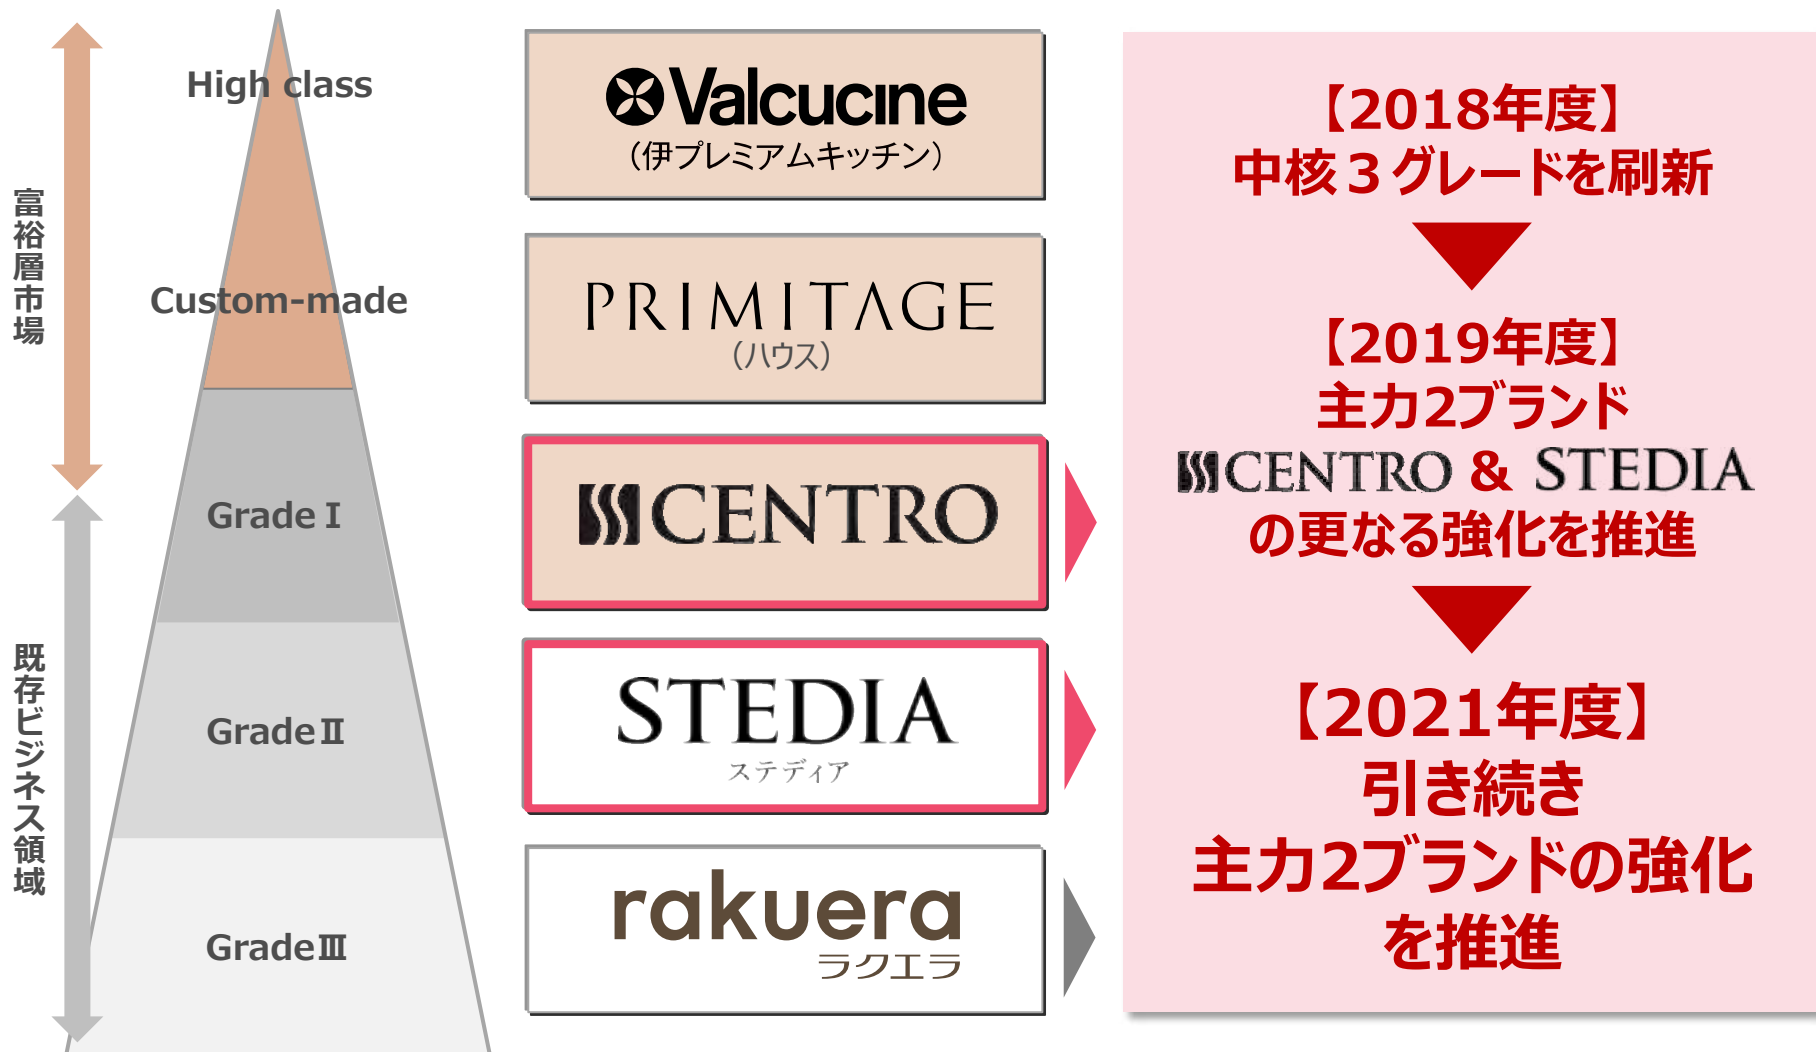 富裕層市場
既存ビジネス領域
High class
Custom-made
Grade Ⅰ
GradeⅡ
GradeⅢ
Valcucine
（伊プレミアムキッチン）
PRIMITAGE
（ハウス）
CENTRO
STEDIA
ステディア
rakuera
ラクエラ
【2018年度】
中核３グレードを刷新
【2019年度】
主力2ブランド
CENTRO & STEDIA
の更なる強化を推進
【2021年度】
引き続き
主力2ブランドの強化
を推進